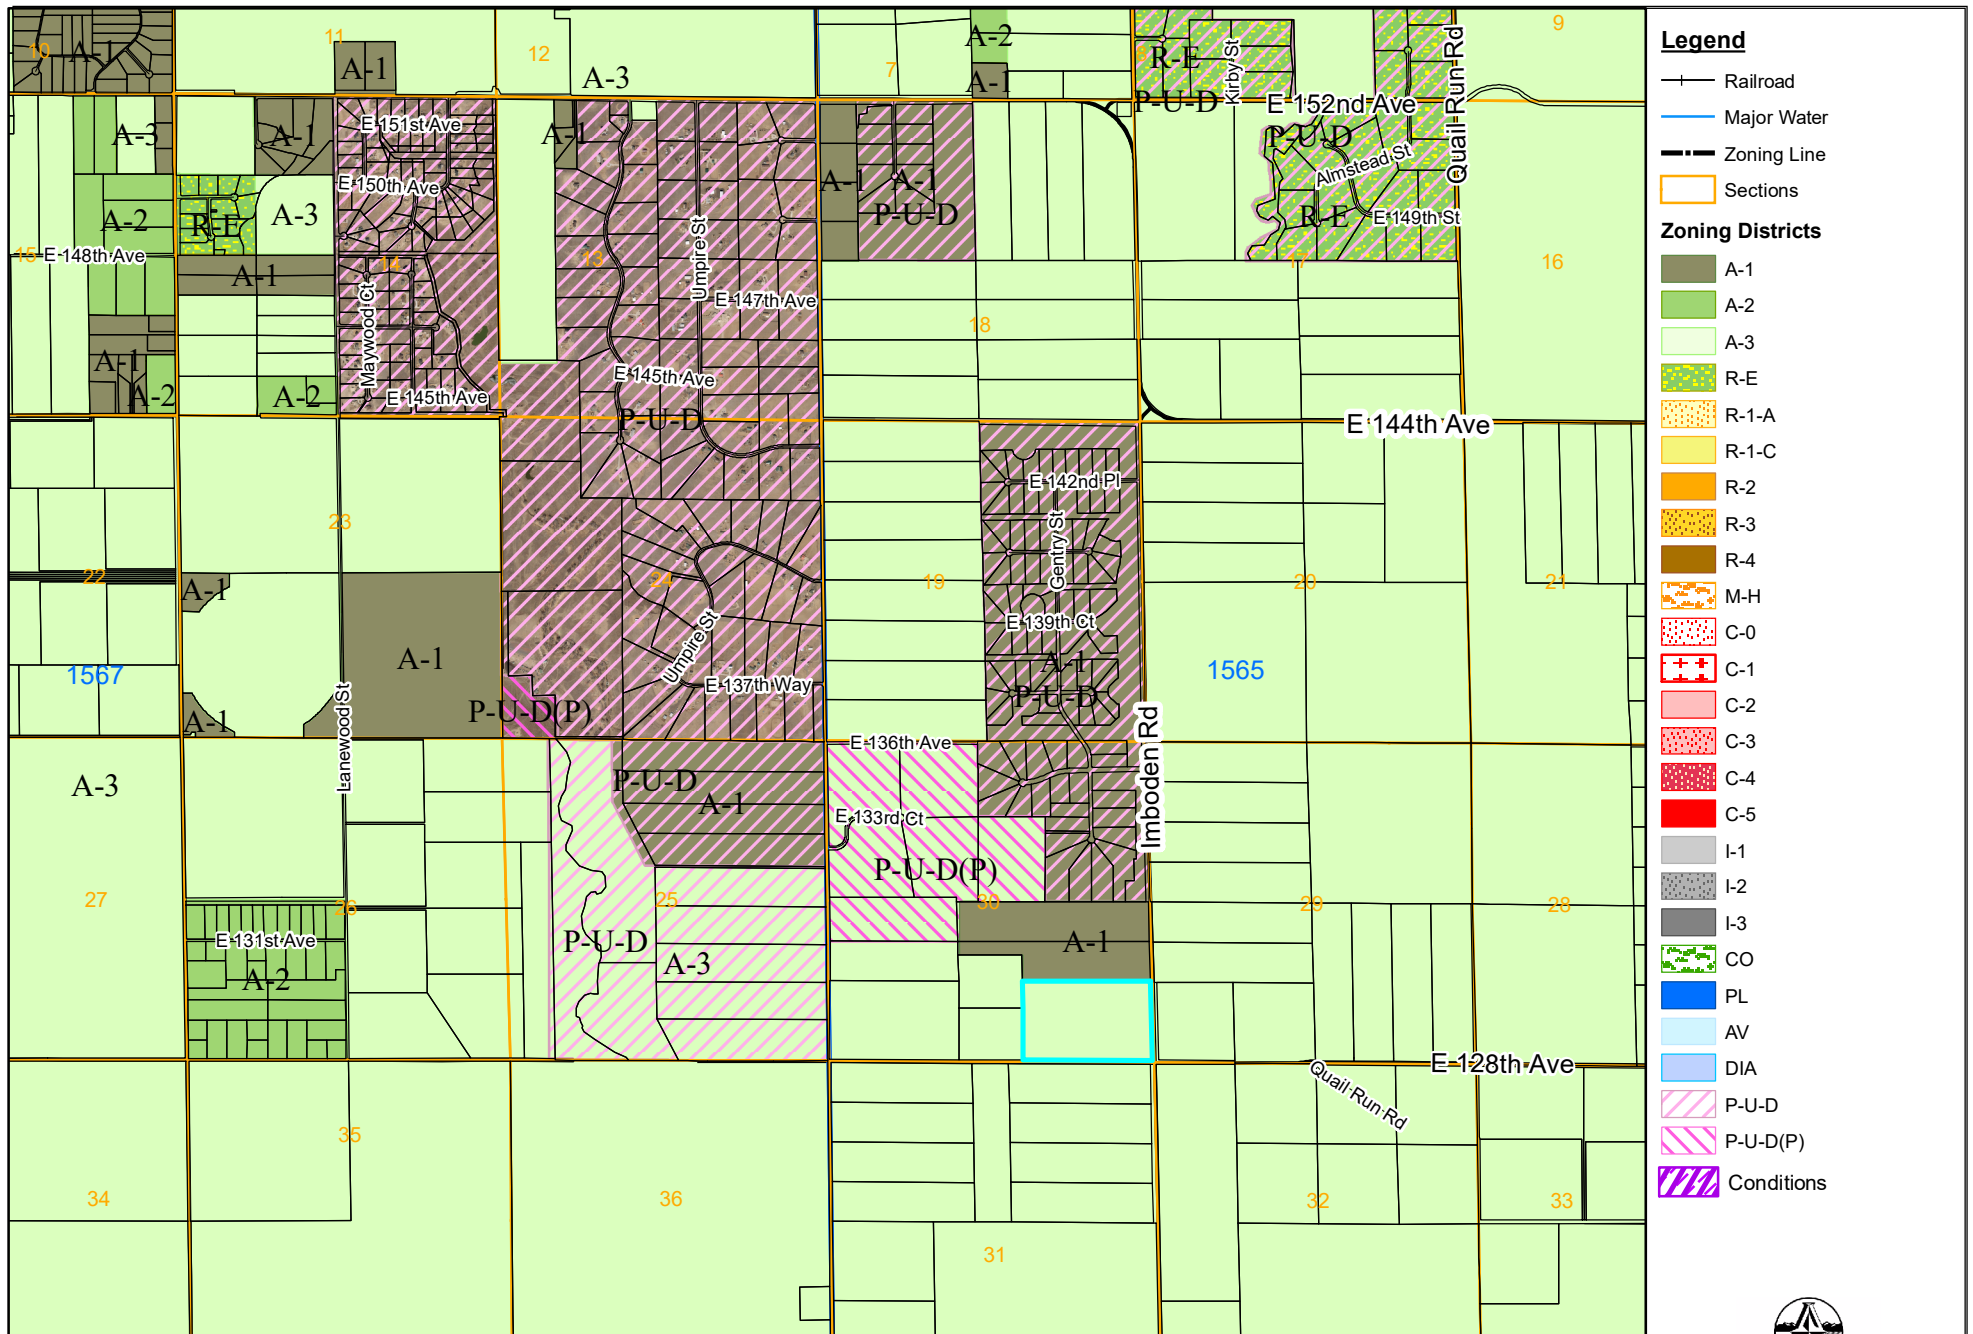 10
A-1
11
A-1
12
A-3
7
A-2
A-1
8
R-E
Kirby St
P-U-D
Quail Run Rd
9
E 152nd Ave
A-3
A-1
E 151st Ave
A-1
P-U-D
Almstead St
A-2
R-E
A-3
E 150th Ave
A-1
A-1
P-U-D
R-E
E 149th St
15
E 148th Ave
A-1
14
13
Umpire St
17
16
Maywood Ct
E 147th Ave
18
A-1
A-2
A-2
E 145th Ave
E 145th Ave
P-U-D
E 144th Ave
23
E 142nd Pl
Gentry St
22
A-1
24
19
20
21
E 139th Ct
1567
A-1
Umpire St
A-1
P-U-D
1565
E 137th Way
Lanewood St
A-1
P-U-D(P)
Imboden Rd
E 136th Ave
A-3
P-U-D
A-1
E 133rd Ct
P-U-D(P)
27
26
25
30
29
28
E 131st Ave
A-2
P-U-D
A-3
A-1
E 128th Ave
Quail Run Rd
35
34
36
32
33
31
Legend
Railroad
Major Water
Zoning Line
Sections
Zoning Districts
A-1
A-2
A-3
R-E
R-1-A
R-1-C
R-2
R-3
R-4
M-H
C-0
C-1
C-2
C-3
C-4
C-5
I-1
I-2
I-3
CO
PL
AV
DIA
P-U-D
P-U-D(P)
Conditions